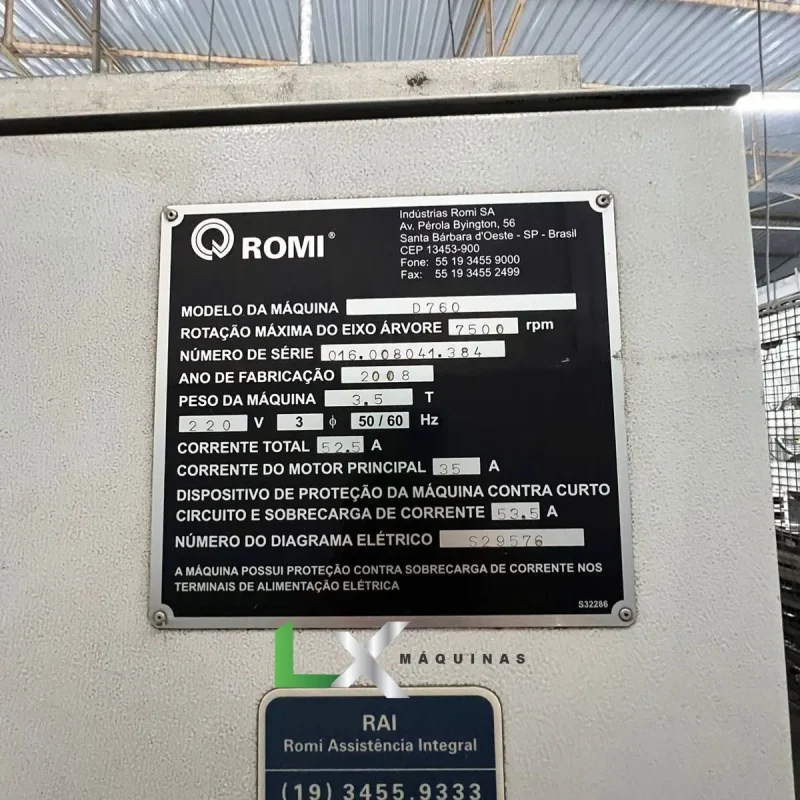 ROMI®
Indústrias Romi SA
Av. Pérola Byington, 56
Santa Bárbara d'Oeste - SP - Brasil
CEP 13453-900
Fone: 55 19 3455 9000
Fax: 55 19 3455 2499
MODELO DA MÁQUINA D760
ROTAÇÃO MÁXIMA DO EIXO ÁRVORE 7500 rpm
NÚMERO DE SÉRIE 016.008041.384
ANO DE FABRICAÇÃO 2008
PESO DA MÁQUINA 3.5 T
220 V 3 ϕ 50 / 60 Hz
CORRENTE TOTAL 52.5 A
CORRENTE DO MOTOR PRINCIPAL 35 A
DISPOSITIVO DE PROTEÇÃO DA MÁQUINA CONTRA CURTO
CIRCUITO E SOBRECARGA DE CORRENTE 53.5 A
NÚMERO DO DIAGRAMA ELÉTRICO S29576
A MÁQUINA POSSUI PROTEÇÃO CONTRA SOBRECARGA DE CORRENTE NOS
TERMINAIS DE ALIMENTAÇÃO ELÉTRICA
S32286
LX MÁQUINAS
RAI
Romi Assistência Integral
(19) 3455.9333